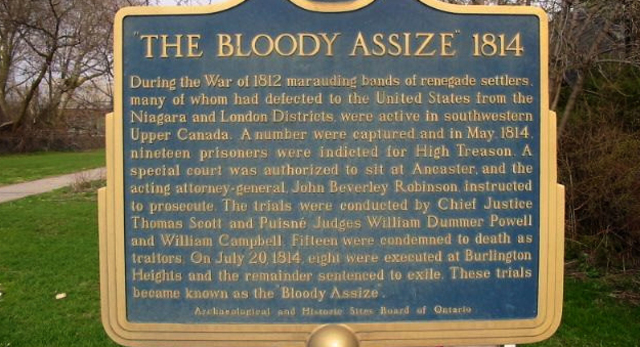 "THE BLOODY ASSIZE" 1814
During the War of 1812 marauding bands of renegade settlers,
many of whom had defected to the United States from the
Niagara and London Districts, were active in southwestern
Upper Canada. A number were captured and in May, 1814,
nineteen prisoners were indicted for High Treason. A
special court was authorized to sit at Ancaster, and the
acting attorney-general, John Beverley Robinson, instructed
to prosecute. The trials were conducted by Chief Justice
Thomas Scott and Puisné Judges William Dummer Powell
and William Campbell. Fifteen were condemned to death as
traitors. On July 20, 1814, eight were executed at Burlington
Heights and the remainder sentenced to exile. These trials
became known as the "Bloody Assize".
Archaeological and Historic Sites Board of Ontario